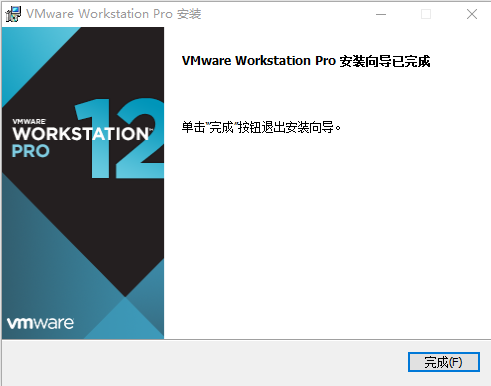 VMware Workstation Pro 安装
VMware Workstation Pro 安装向导已完成
单击“完成”按钮退出安装向导。
VMWARE
WORKSTATION™
PRO
12
vmware
完成(F)